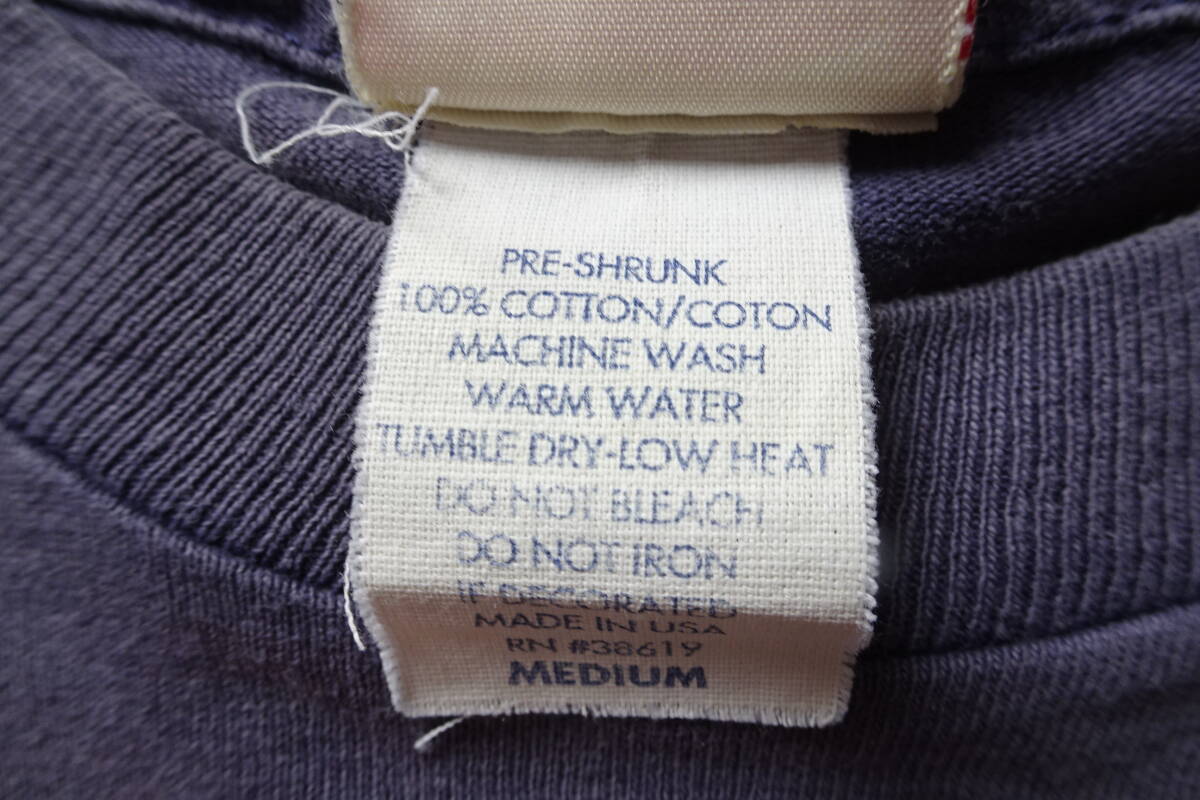 PRE-SHRUNK
100% COTTON/COTON
MACHINE WASH
WARM WATER
TUMBLE DRY-LOW HEAT
DO NOT BLEACH
DO NOT IRON
IF DECORATED
MADE IN USA
RN #38619
MEDIUM